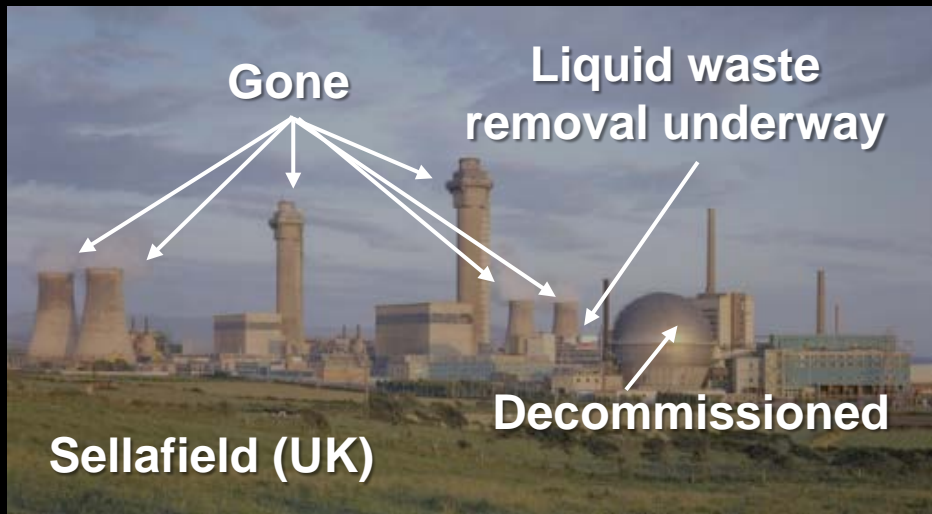 Gone
Liquid waste
removal underway
Decommissioned
Sellafield (UK)